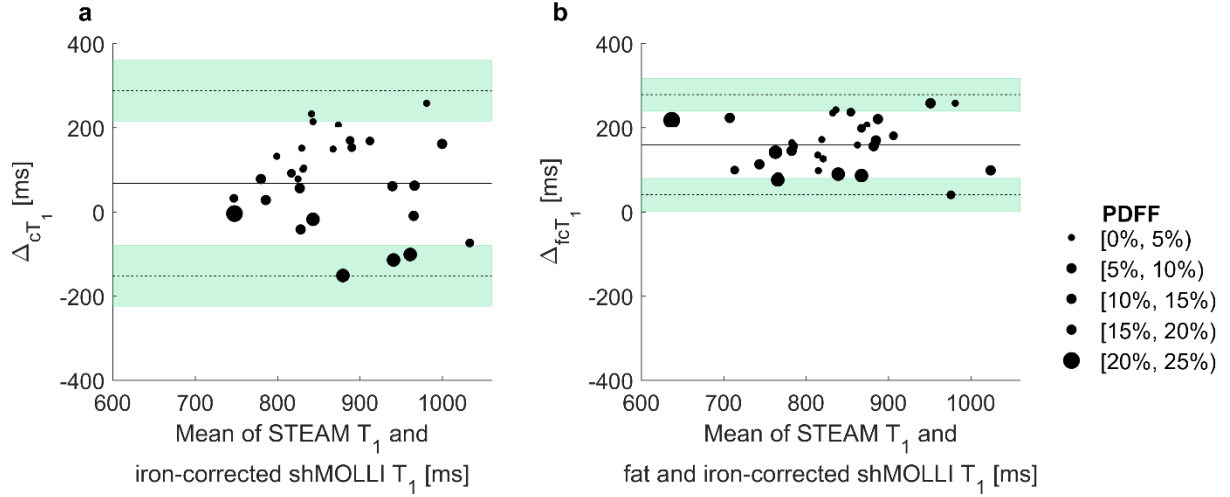 a
400
200
0
-200
-400
600
700
800
900
1000
Δ_cT₁ [ms]
Mean of STEAM T₁ and
iron-corrected shMOLLI T₁ [ms]
b
400
200
0
-200
-400
600
700
800
900
1000
Δ_fcT₁ [ms]
Mean of STEAM T₁ and
fat and iron-corrected shMOLLI T₁ [ms]
PDFF
[0%, 5%)
[5%, 10%)
[10%, 15%)
[15%, 20%)
[20%, 25%)